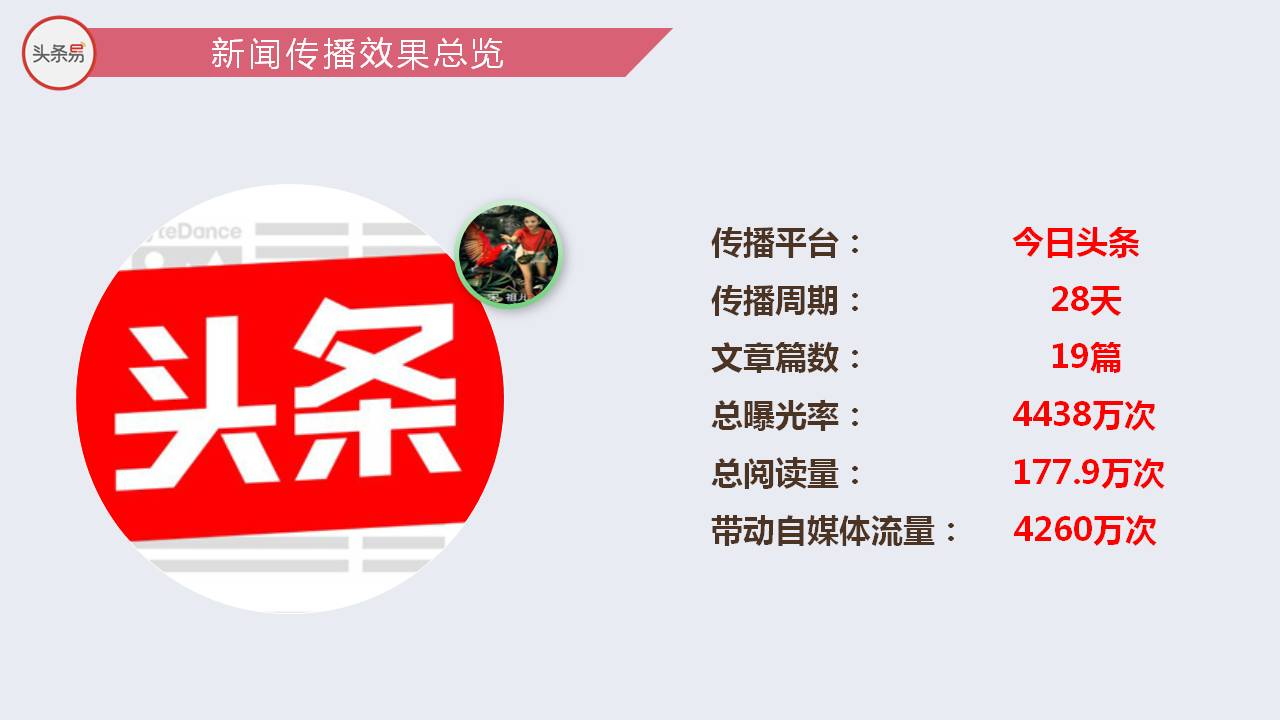 头条易
新闻传播效果总览
yteDance
头条
传播平台： 今日头条
传播周期： 28天
文章篇数： 19篇
总曝光率： 4438万次
总阅读量： 177.9万次
带动自媒体流量： 4260万次